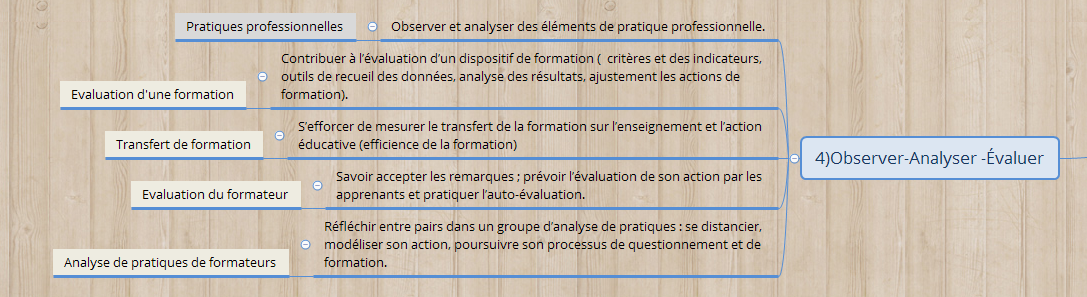 Pratiques professionnelles
Observer et analyser des éléments de pratique professionnelle.
Contribuer à l’évaluation d’un dispositif de formation ( critères et des indicateurs,
outils de recueil des données, analyse des résultats, ajustement les actions de
formation).
Evaluation d'une formation
S’efforcer de mesurer le transfert de la formation sur l’enseignement et l’action
éducative (efficience de la formation)
Transfert de formation
4)Observer-Analyser -Évaluer
Savoir accepter les remarques ; prévoir l’évaluation de son action par les
apprenants et pratiquer l’auto-évaluation.
Evaluation du formateur
Réfléchir entre pairs dans un groupe d’analyse de pratiques : se distancier,
modéliser son action, poursuivre son processus de questionnement et de
formation.
Analyse de pratiques de formateurs